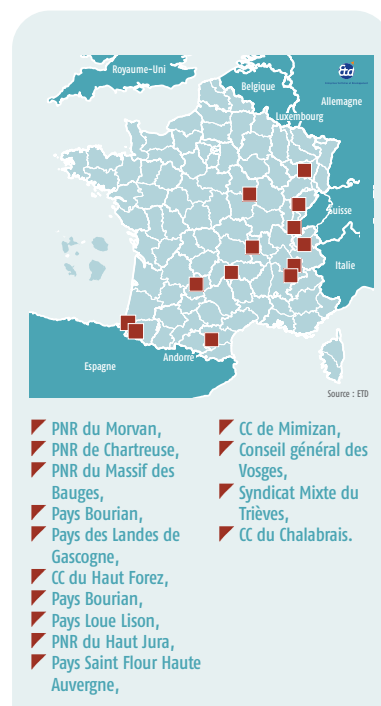 Royaume-Uni
Etd
Belgique
Allemagne
Luxembourg
Suisse
Italie
Andorre
Espagne
Source : ETD
PNR du Morvan,
PNR de Chartreuse,
PNR du Massif des
Bauges,
Pays Bourian,
Pays des Landes de
Gascogne,
CC du Haut Forez,
Pays Bourian,
Pays Loue Lison,
PNR du Haut Jura,
Pays Saint Flour Haute
Auvergne,
CC de Mimizan,
Conseil général des
Vosges,
Syndicat Mixte du
Trièves,
CC du Chalabrais.